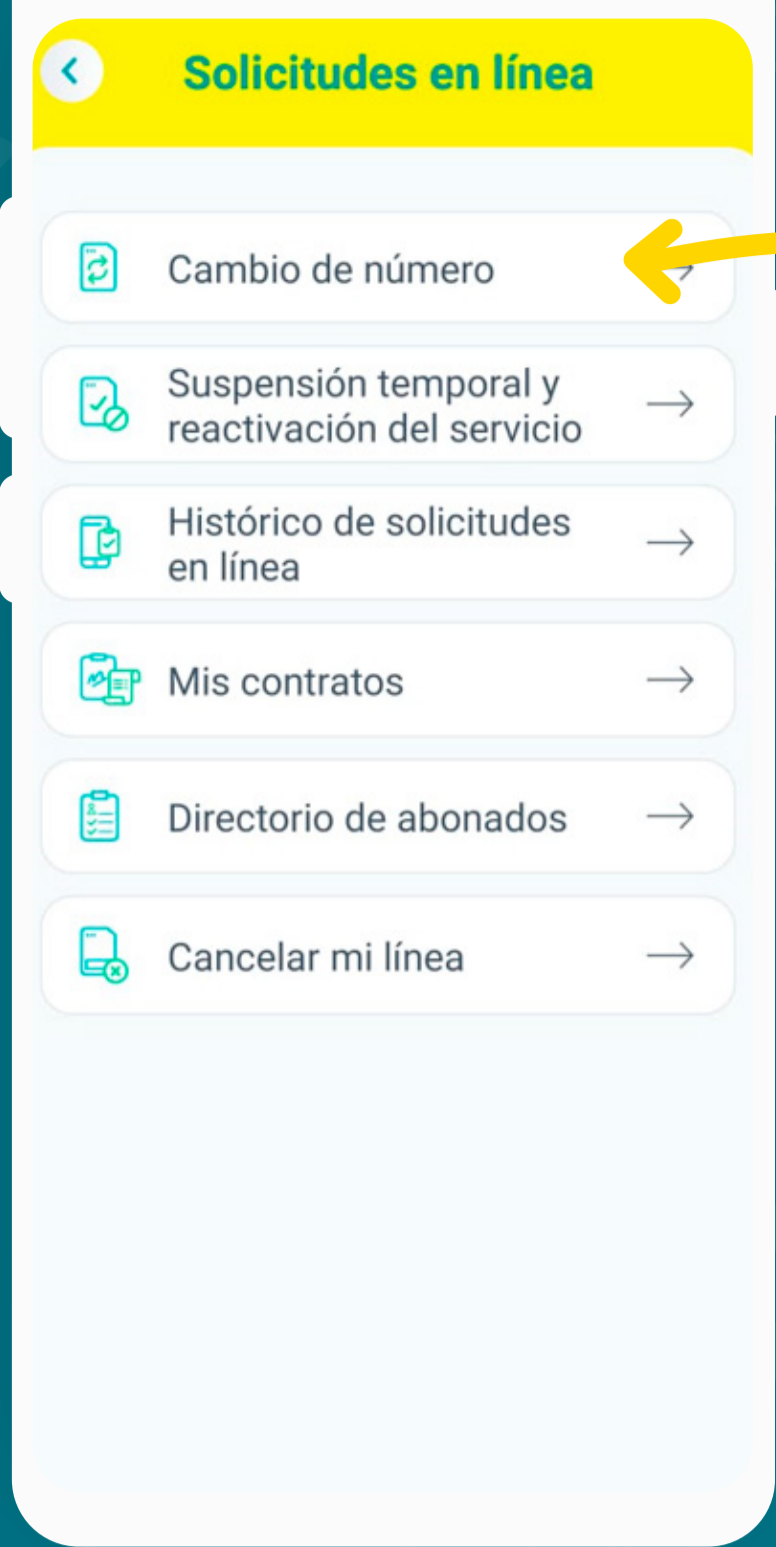 Solicitudes en línea
Cambio de número
Suspensión temporal y
reactivación del servicio
Histórico de solicitudes
en línea
Mis contratos
Directorio de abonados
Cancelar mi línea